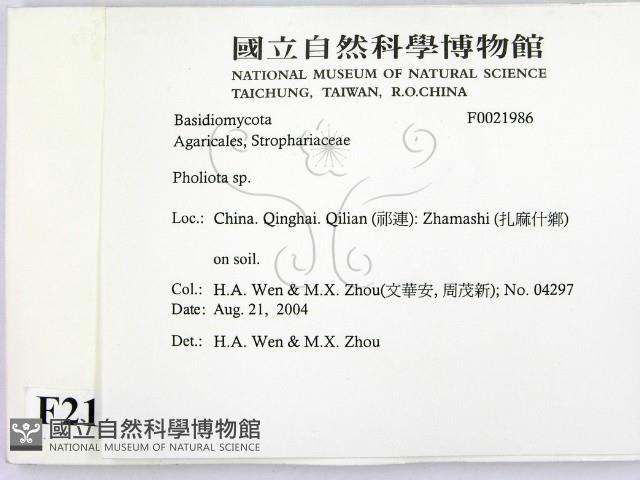 國立自然科學博物館
NATIONAL MUSEUM OF NATURAL SCIENCE
TAICHUNG, TAIWAN, R.O.CHINA
Basidiomycota F0021986
Agaricales, Strophariaceae
Pholiota sp.
Loc.: China. Qinghai. Qilian (祁連): Zhamashi (扎麻什鄉)
on soil.
Col.: H.A. Wen & M.X. Zhou(文華安, 周茂新); No. 04297
Date: Aug. 21, 2004
Det.: H.A. Wen & M.X. Zhou
F21
國立自然科學博物館
NATIONAL MUSEUM OF NATURAL SCIENCE